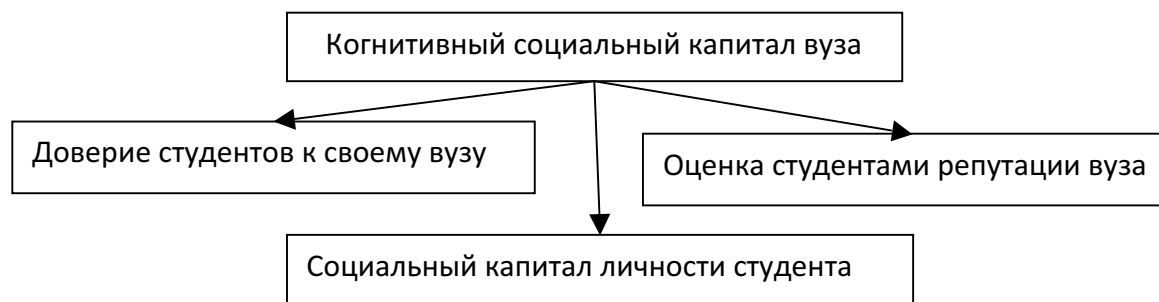 Когнитивный социальный капитал вуза
Доверие студентов к своему вузу
Оценка студентами репутации вуза
Социальный капитал личности студента